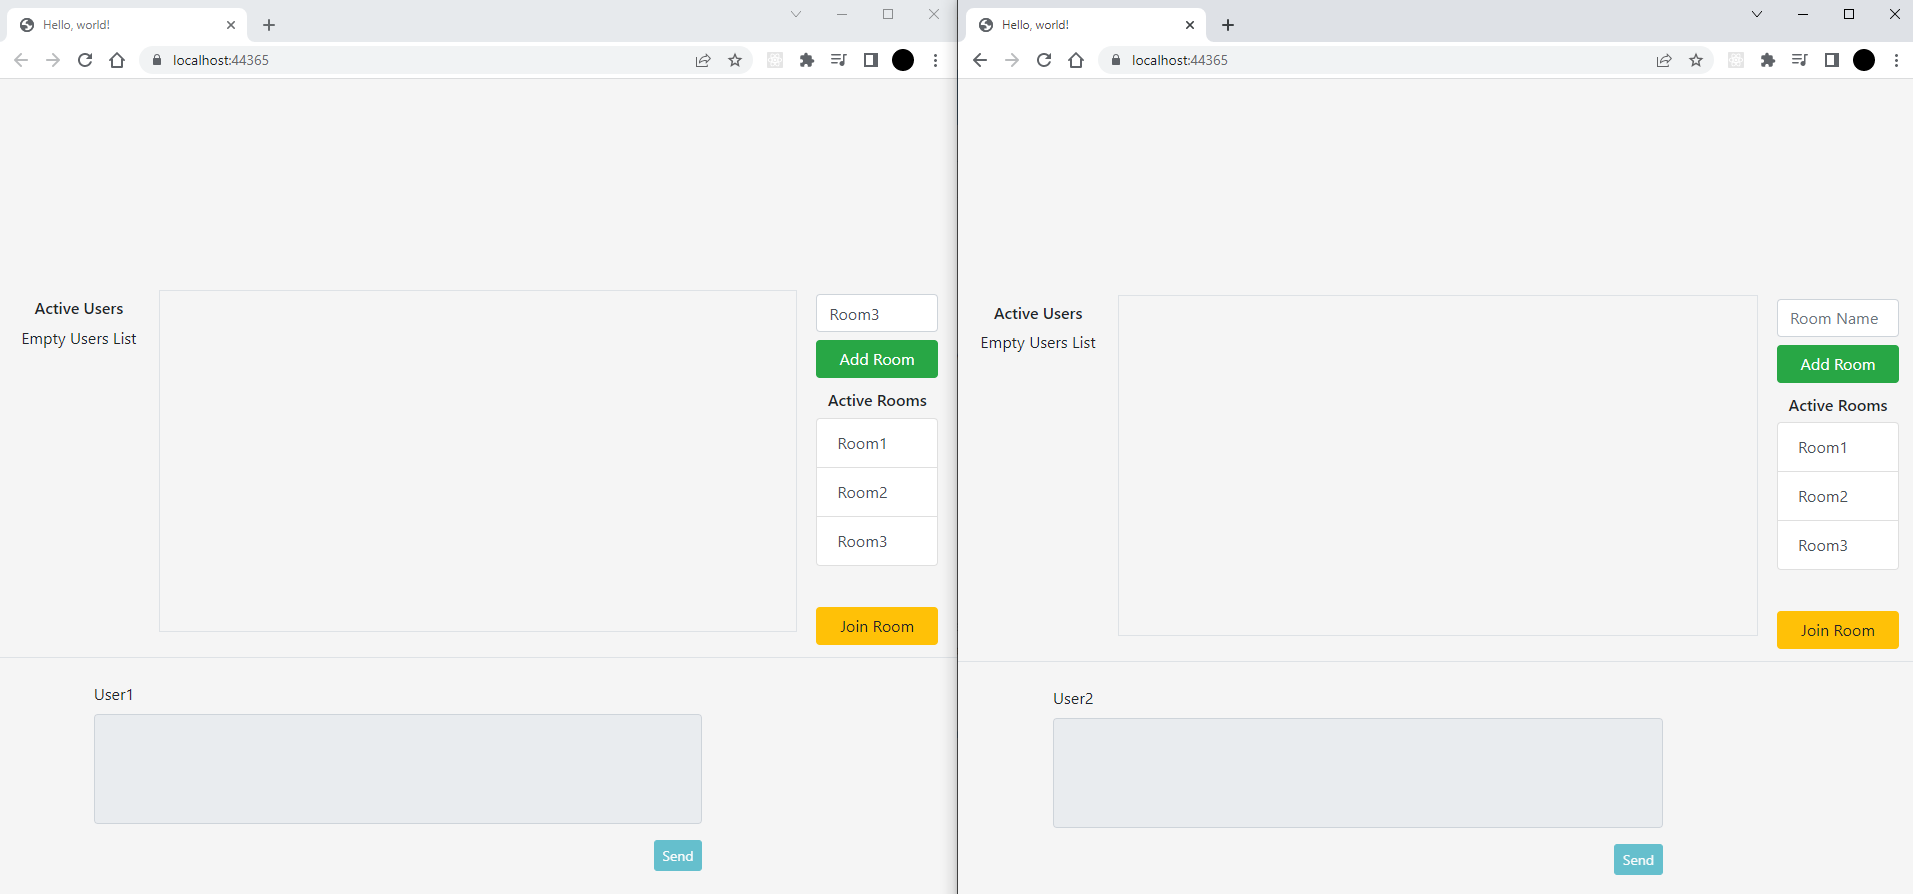 Hello, world!
localhost:44365
Active Users
Empty Users List
Room3
Add Room
Active Rooms
Room1
Room2
Room3
Join Room
User1
Send
Hello, world!
localhost:44365
Active Users
Empty Users List
Room Name
Add Room
Active Rooms
Room1
Room2
Room3
Join Room
User2
Send